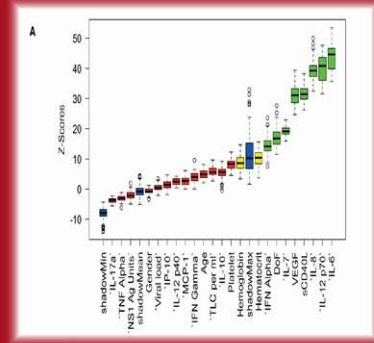 A
Z-Scores
50
40
30
20
10
0
-10
shadowMin
`IL-17a`
`TNF Alpha`
`NS1 Ag Units`
shadowMean
Gender
`Viral load`
`IP-10`
`IL-12 p40`
`MCP-1`
`IFN Gamma`
Age
`TLC per ml`
`IL-10`
Platelet
Hemoglobin
shadowMax
Hematocrit
`IFN Alpha`
DoF
`IL-7`
VEGF
sCD40L
`IL-8`
`IL-12 p70`
`IL-6`